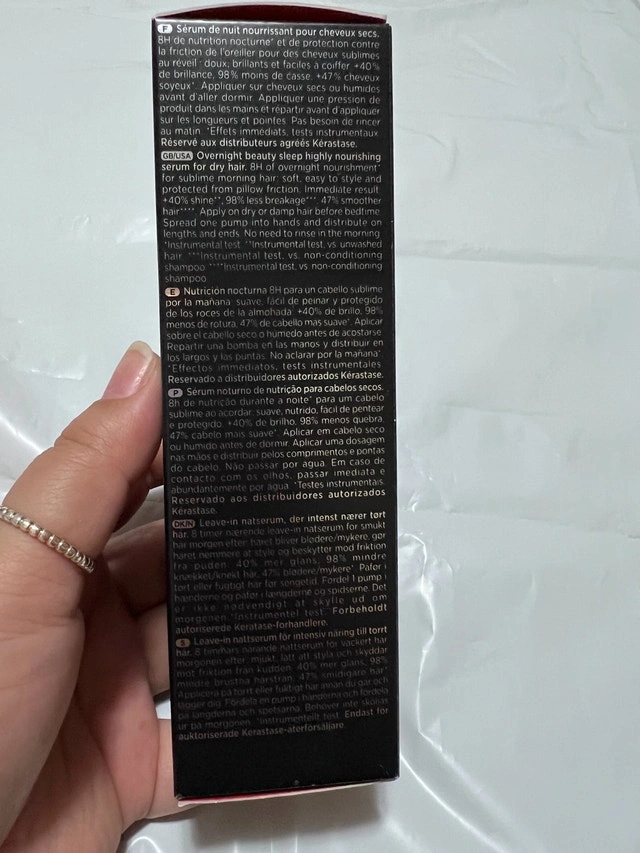 F Sérum de nuit nourrissant pour cheveux secs.
8H de nutrition nocturne* et de protection contre
la friction de l'oreiller pour des cheveux sublimes
au réveil : doux, brillants et faciles à coiffer. +40%
de brillance, 98% moins de casse, +47% cheveux
soyeux*. Appliquer sur cheveux secs ou humides
avant d'aller dormir. Appliquer une pression de
produit dans les mains et répartir avant d'appliquer
sur les longueurs et pointes. Pas besoin de rincer
au matin. *Effets immédiats, tests instrumentaux.
Réservé aux distributeurs agréés Kérastase.
GB/USA Overnight beauty sleep highly nourishing
serum for dry hair. 8H of overnight nourishment*
for sublime morning hair: soft, easy to style and
protected from pillow friction. Immediate result:
+40% shine**, 98% less breakage***, 47% smoother
hair****. Apply on dry or damp hair before bedtime.
Spread one pump into hands and distribute on
lengths and ends. No need to rinse in the morning.
*Instrumental test. **Instrumental test, vs. unwashed
hair. ***Instrumental test, vs. non-conditioning
shampoo. ****Instrumental test, vs. non-conditioning
shampoo.
E Nutrición nocturna 8H para un cabello sublime
por la mañana: suave, fácil de peinar y protegido
de los roces de la almohada. +40% de brillo, 98%
menos de rotura, 47% de cabello mas suave*. Aplicar
sobre el cabello seco o húmedo antes de acostarse.
Repartir una bomba en las manos y distribuir en
los largos y las puntas. No aclarar por la mañana.
*Effectos immediatos, tests instrumentales.
Reservado a distribuidores autorizados Kérastase.
P Sérum noturno de nutrição para cabelos secos.
8h de nutrição durante a noite* para um cabelo
sublime ao acordar: suave, nutrido, fácil de pentear
e protegido. +40% de brilho, 98% menos quebra,
47% cabelo mais suave*. Aplicar em cabelo seco
ou húmido antes de dormir. Aplicar uma dosagem
nas mãos e distribuir pelos comprimentos e pontas
do cabelo. Não passar por água. Em caso de
contacto com os olhos, passar imediata e
abundantemente por água. *Testes instrumentais.
Reservado aos distribuidores autorizados
Kérastase.
DK/N Leave-in natserum, der intenst nærer tørt
hår. 8 timer nærende leave-in natserum for smukt
hår morgen efter: håret bliver blødere/mykere, gør
håret nemmere at style og beskytter mod friktion
fra puden. 40% mer glans, 98% mindre
knækket/knekt hår, 47% blødere/mykere*. Påfør i
tørt eller fugtigt hår før sengetid. Fordel 1 pump i
hænderne og påfør i længderne og spidserne. Det
er ikke nødvendigt at skylle ud om
morgenen. *Instrumentel test. Forbeholdt
autoriserede Kérastase-forhandlere.
S Leave-in nattserum för intensiv näring till torrt
hår. 8 timmars närande nattserum för vackert hår
morgonen efter: mjukt, lätt att styla och skyddar
mot friktion från kudden. 40% mer glans, 98%
mindre brustna hårstrån, 47% smidigare hår*.
Applicera på torrt eller fuktigt hår innan du går och
lägger dig. Fördela en pump i händerna och fördela
på längderna och spetsarna. Behöver inte sköljas
ur på morgonen. *Instrumentellt test. Endast för
auktoriserade Kérastase-återförsäljare.